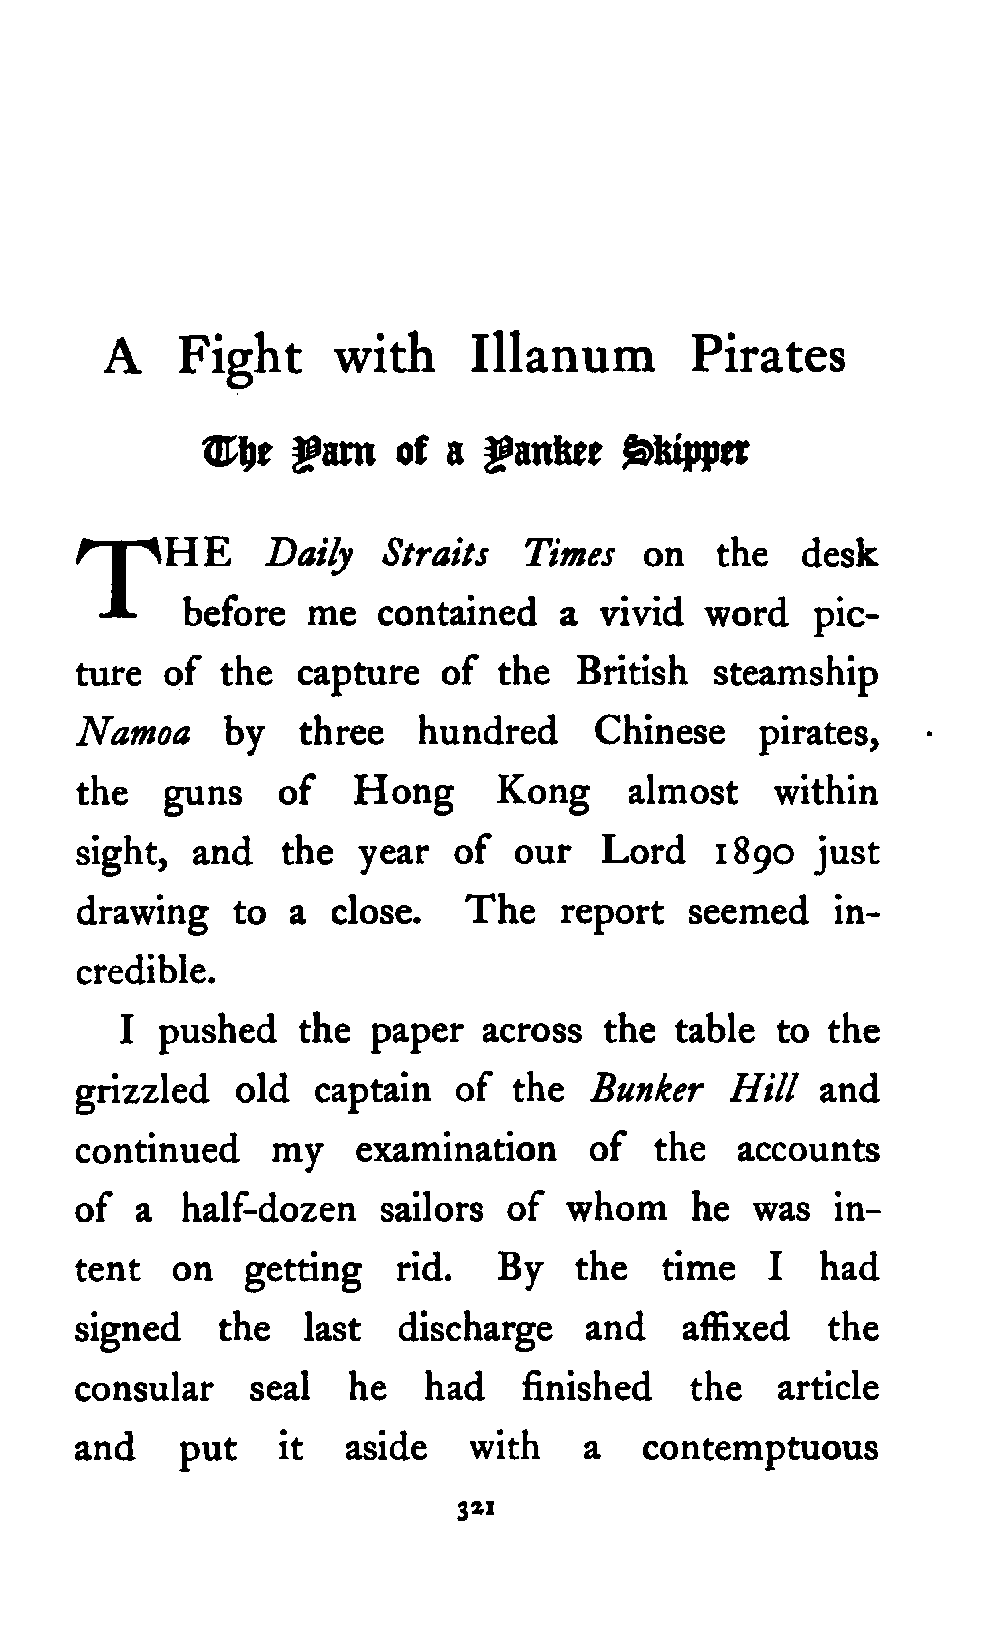 A Fight with Illanum Pirates
The Yarn of a Yankee Skipper
THE Daily Straits Times on the desk
before me contained a vivid word pic-
ture of the capture of the British steamship
Namoa by three hundred Chinese pirates,
the guns of Hong Kong almost within
sight, and the year of our Lord 1890 just
drawing to a close. The report seemed in-
credible.
I pushed the paper across the table to the
grizzled old captain of the Bunker Hill and
continued my examination of the accounts
of a half-dozen sailors of whom he was in-
tent on getting rid. By the time I had
signed the last discharge and affixed the
consular seal he had finished the article
and put it aside with a contemptuous
321